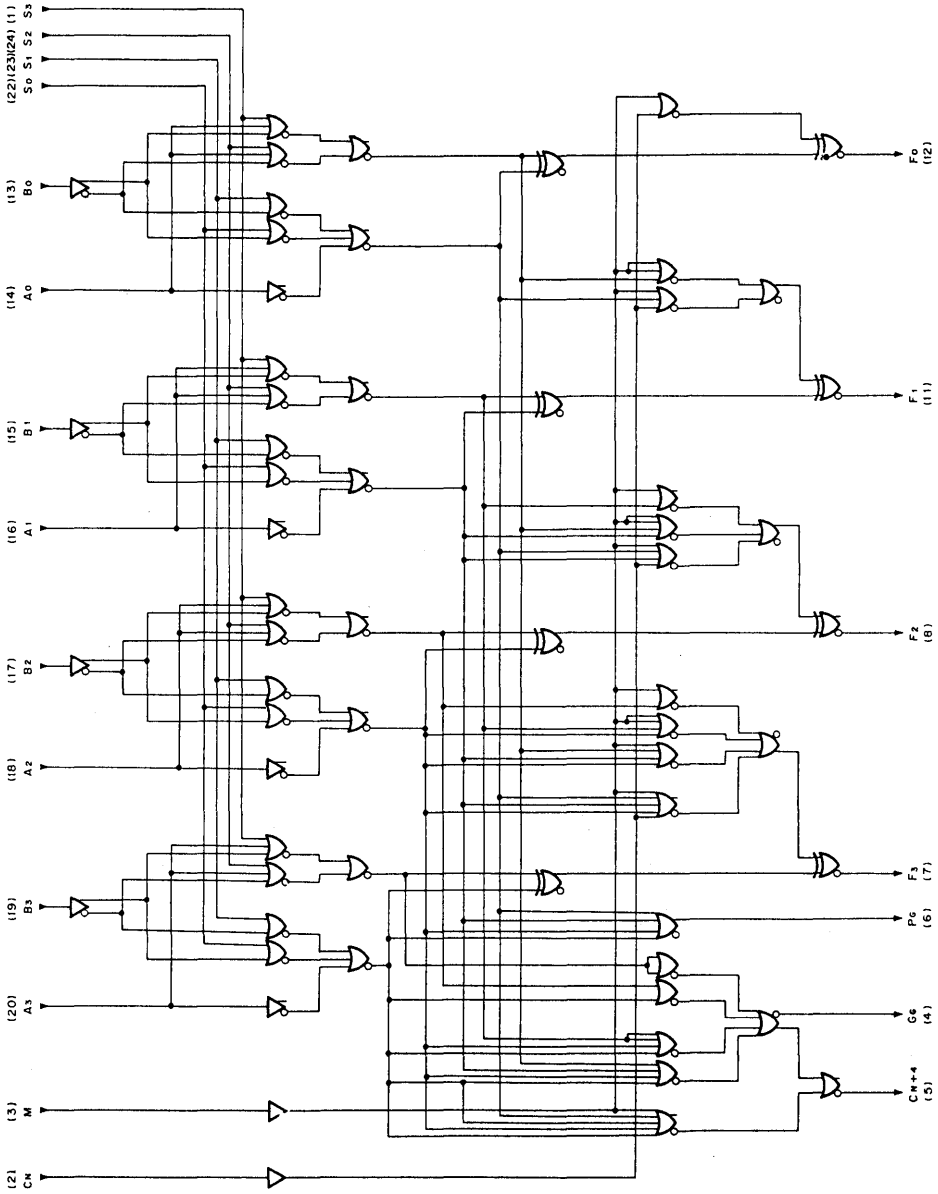 (1) S3
(24) S2
(23) S1
(22) S0
(13) B0
(14) A0
(15) B1
(16) A1
(17) B2
(18) A2
(19) B3
(20) A3
(3) M
(2) CN
F0 (12)
F1 (11)
F2 (8)
F3 (7)
PG (6)
GG (4)
CN+4 (5)